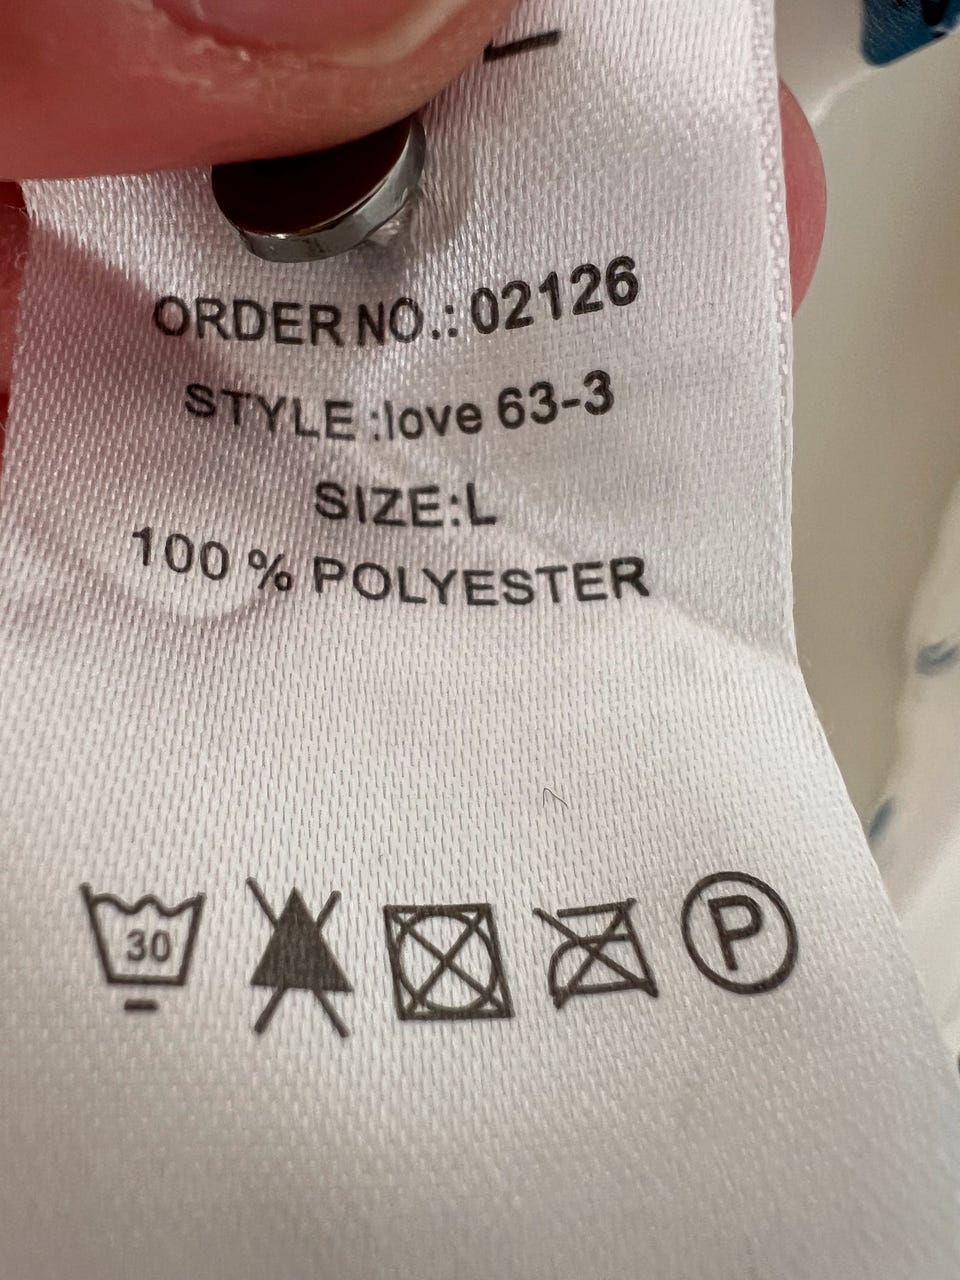 ORDER NO.: 02126
STYLE :love 63-3
SIZE:L
100 % POLYESTER
30
P